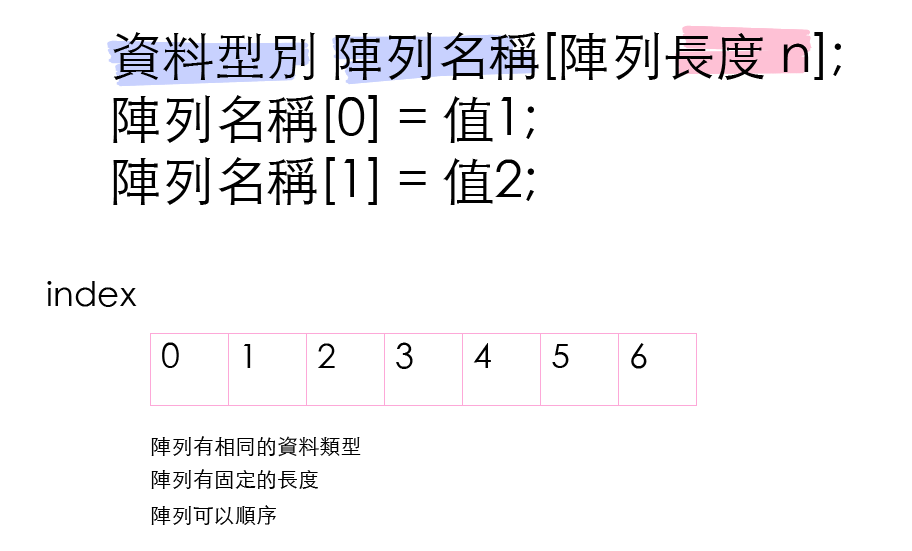 資料型別 陣列名稱[陣列長度 n];
陣列名稱[0] = 值1;
陣列名稱[1] = 值2;
index
0 1 2 3 4 5 6
陣列有相同的資料類型
陣列有固定的長度
陣列可以順序